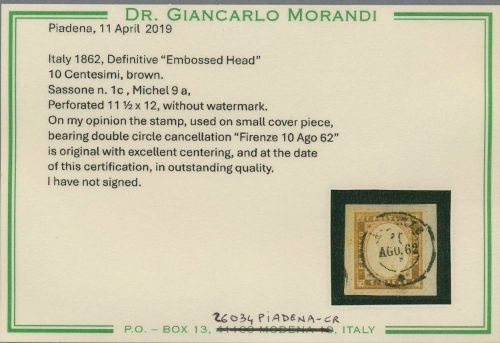 DR. GIANCARLO MORANDI
Piadena, 11 April 2019
Italy 1862, Definitive "Embossed Head"
10 Centesimi, brown.
Sassone n. 1c , Michel 9 a,
Perforated 11 ½ x 12, without watermark.
On my opinion the stamp, used on small cover piece,
bearing double circle cancellation "Firenze 10 Ago 62"
is original with excellent centering, and at the date
of this certification, in outstanding quality.
I have not signed.
AGO. 62
26034 PIADENA-CR
P.O. – BOX 13, 41100 MODENA 10, ITALY